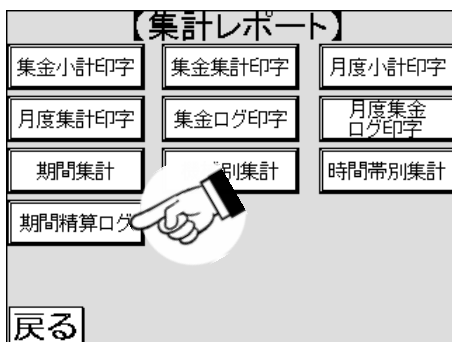 【集計レポート】
集金小計印字
集金集計印字
月度小計印字
月度集計印字
集金ログ印字
月度集金
ログ印字
期間集計
別集計
時間帯別集計
期間精算ログ
戻る